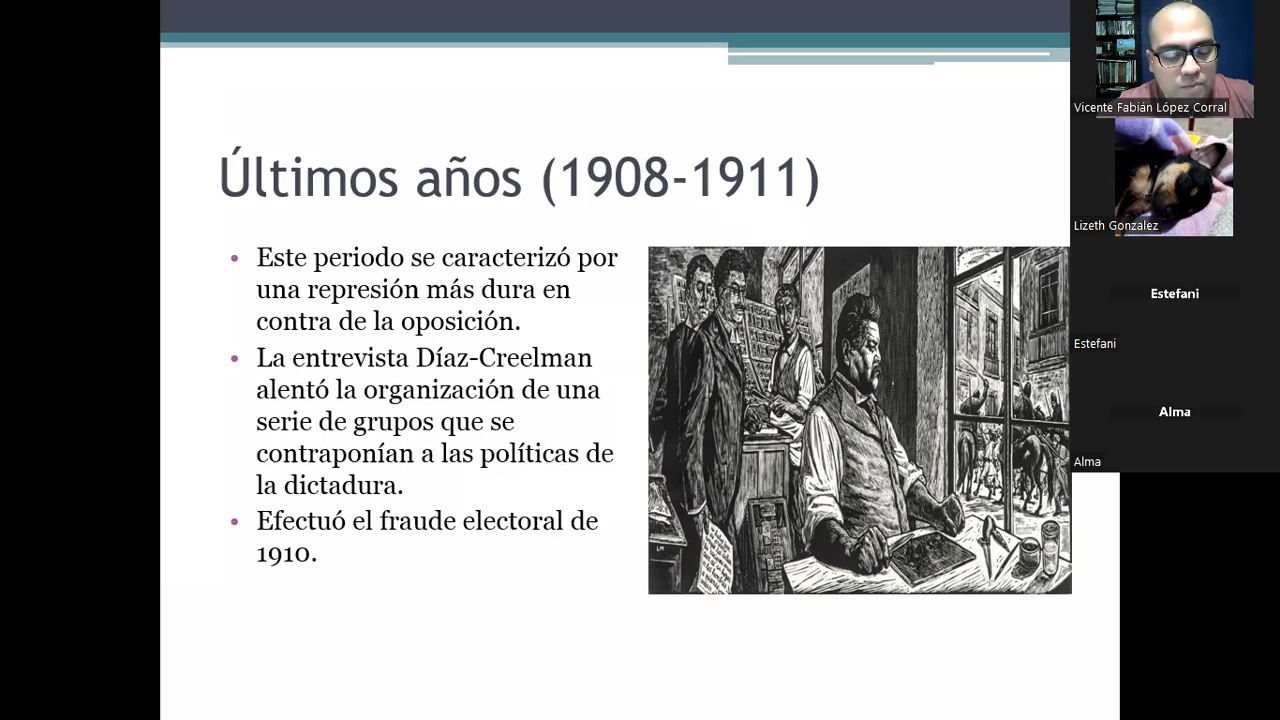 Últimos años (1908-1911)
• Este periodo se caracterizó por
una represión más dura en
contra de la oposición.
• La entrevista Díaz-Creelman
alentó la organización de una
serie de grupos que se
contraponían a las políticas de
la dictadura.
• Efectuó el fraude electoral de
1910.
Vicente Fabián López Corral
Lizeth Gonzalez
Estefani
Estefani
Alma
Alma